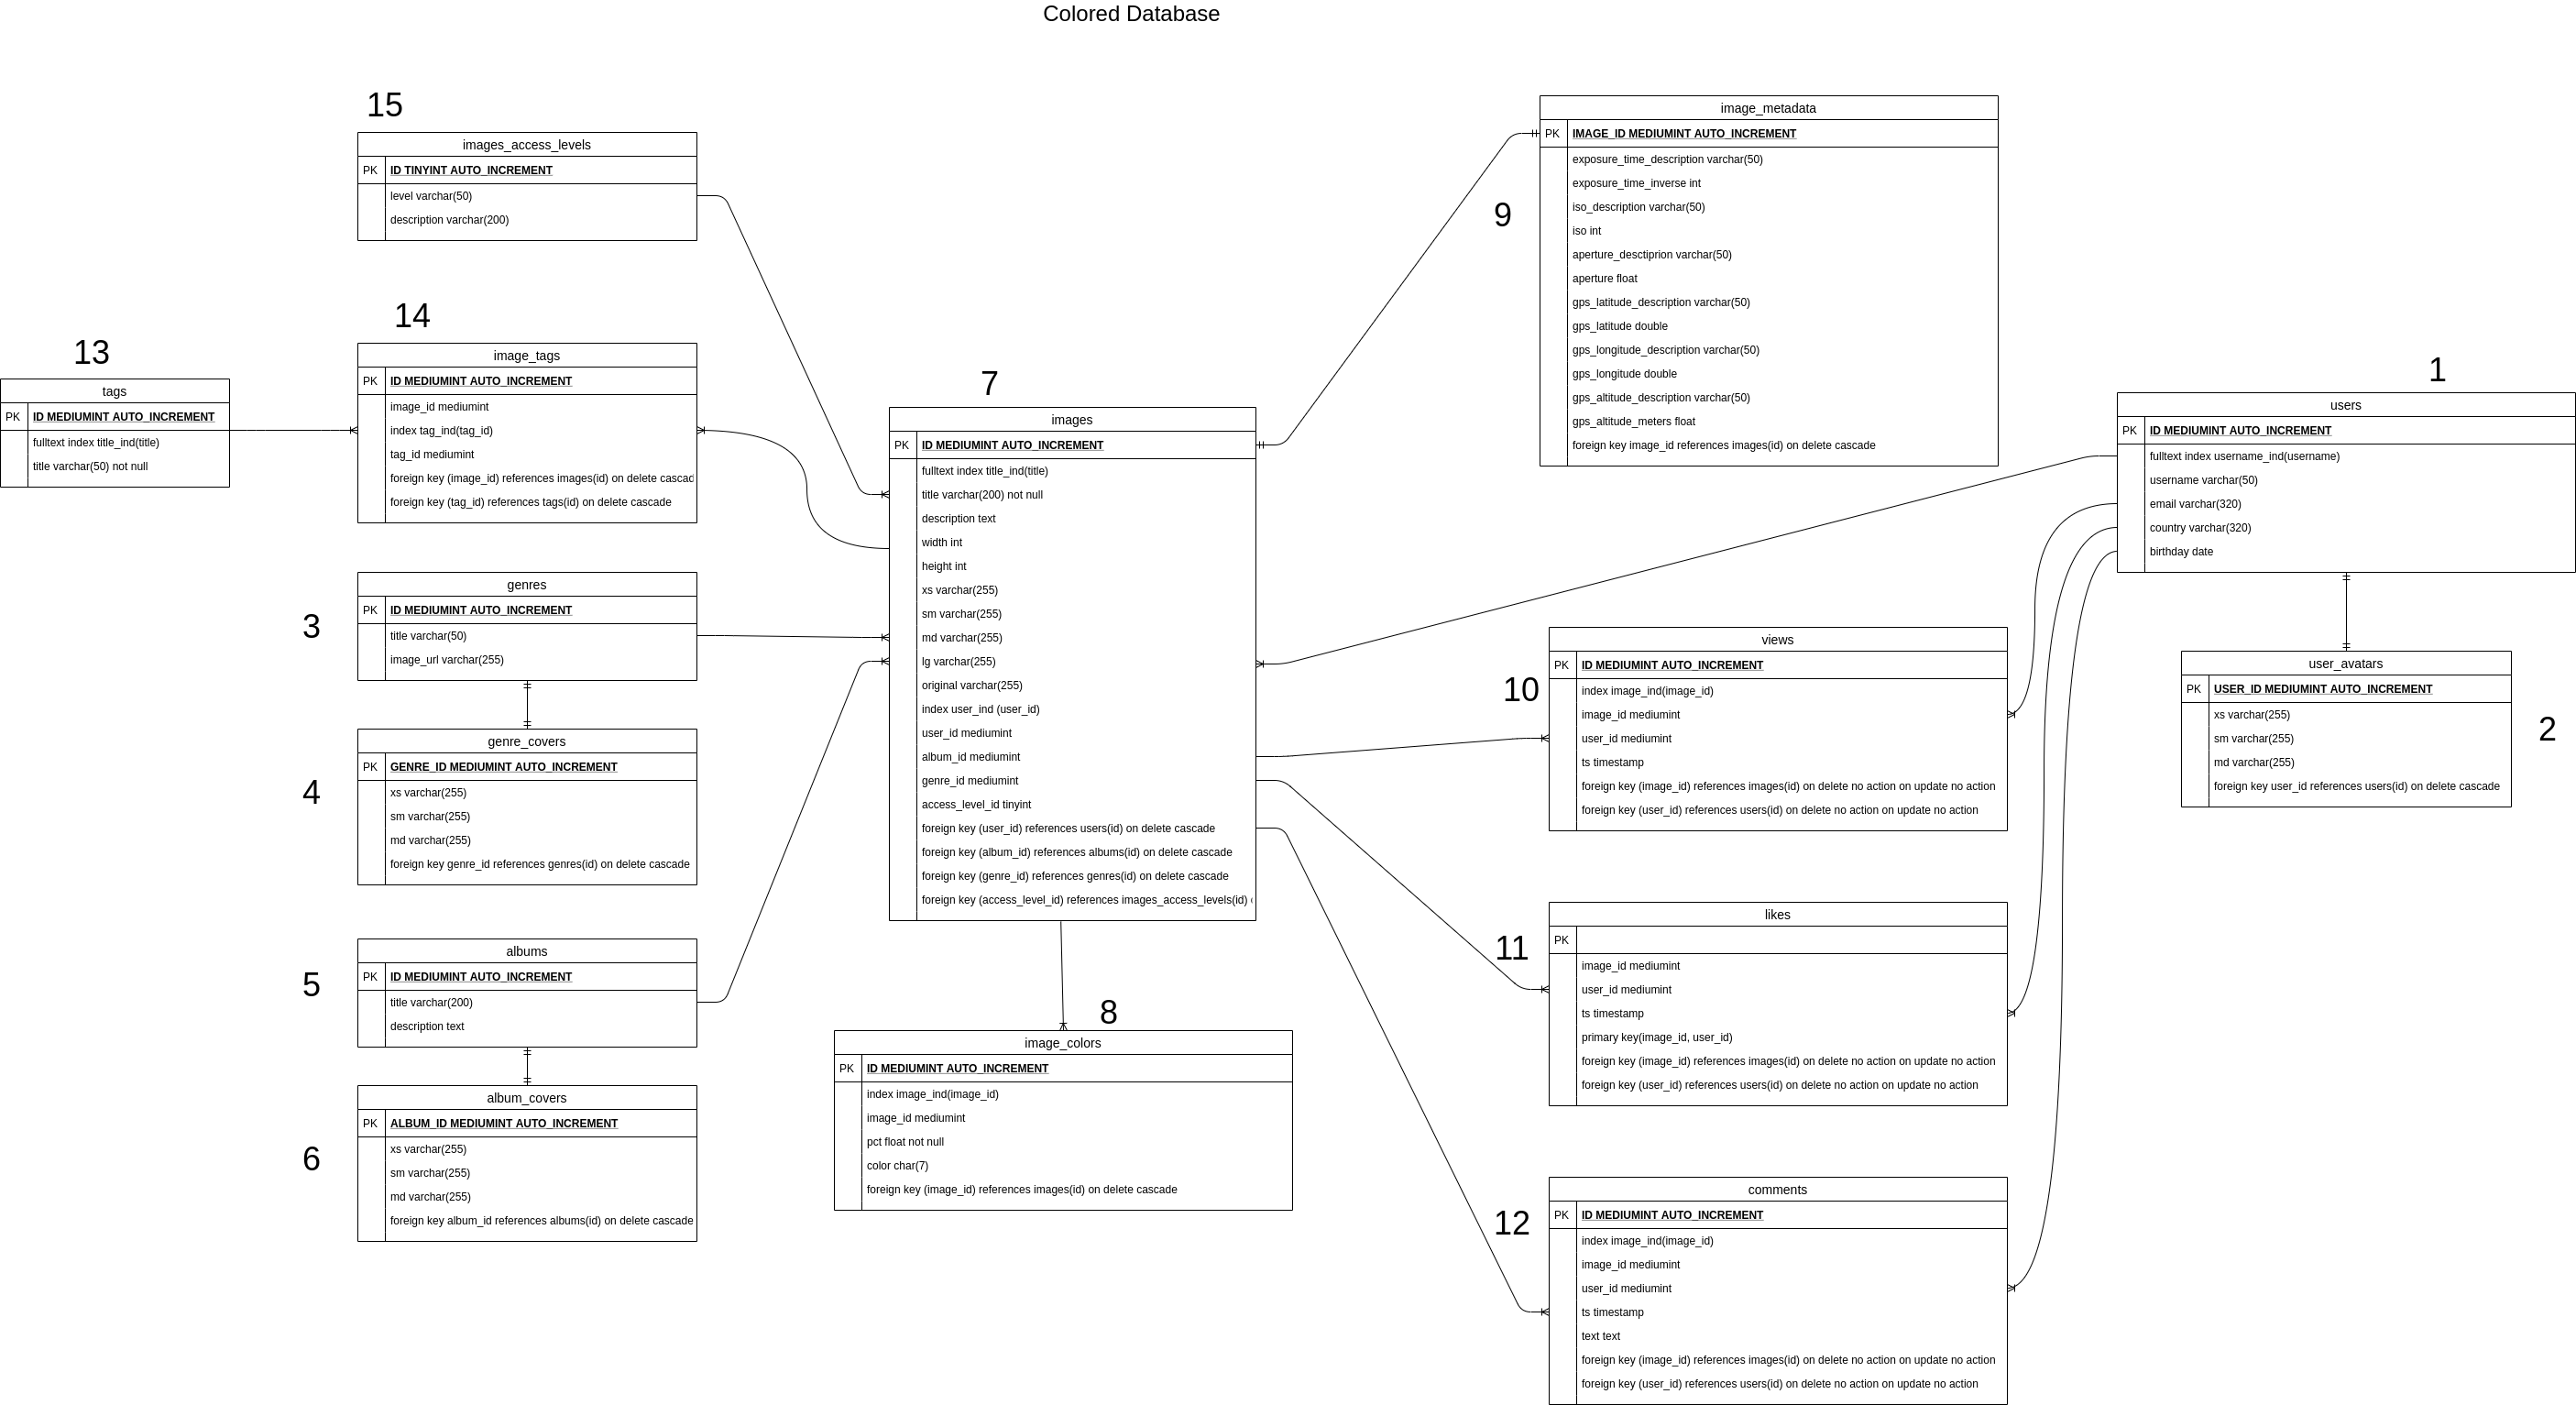 Colored Database
15
images_access_levels
PK ID TINYINT AUTO_INCREMENT
level varchar(50)
description varchar(200)
14
image_tags
PK ID MEDIUMINT AUTO_INCREMENT
image_id mediumint
index tag_ind(tag_id)
tag_id mediumint
foreign key (image_id) references images(id) on delete cascad
foreign key (tag_id) references tags(id) on delete cascade
13
tags
PK ID MEDIUMINT AUTO_INCREMENT
fulltext index title_ind(title)
title varchar(50) not null
3
genres
PK ID MEDIUMINT AUTO_INCREMENT
title varchar(50)
image_url varchar(255)
4
genre_covers
PK GENRE_ID MEDIUMINT AUTO_INCREMENT
xs varchar(255)
sm varchar(255)
md varchar(255)
foreign key genre_id references genres(id) on delete cascade
5
albums
PK ID MEDIUMINT AUTO_INCREMENT
title varchar(200)
description text
6
album_covers
PK ALBUM_ID MEDIUMINT AUTO_INCREMENT
xs varchar(255)
sm varchar(255)
md varchar(255)
foreign key album_id references albums(id) on delete cascade
7
images
PK ID MEDIUMINT AUTO_INCREMENT
fulltext index title_ind(title)
title varchar(200) not null
description text
width int
height int
xs varchar(255)
sm varchar(255)
md varchar(255)
lg varchar(255)
original varchar(255)
index user_ind (user_id)
user_id mediumint
album_id mediumint
genre_id mediumint
access_level_id tinyint
foreign key (user_id) references users(id) on delete cascade
foreign key (album_id) references albums(id) on delete cascade
foreign key (genre_id) references genres(id) on delete cascade
foreign key (access_level_id) references images_access_levels(id)
8
image_colors
PK ID MEDIUMINT AUTO_INCREMENT
index image_ind(image_id)
image_id mediumint
pct float not null
color char(7)
foreign key (image_id) references images(id) on delete cascade
9
image_metadata
PK IMAGE_ID MEDIUMINT AUTO_INCREMENT
exposure_time_description varchar(50)
exposure_time_inverse int
iso_description varchar(50)
iso int
aperture_desctiprion varchar(50)
aperture float
gps_latitude_description varchar(50)
gps_latitude double
gps_longitude_description varchar(50)
gps_longitude double
gps_altitude_description varchar(50)
gps_altitude_meters float
foreign key image_id references images(id) on delete cascade
10
views
PK ID MEDIUMINT AUTO_INCREMENT
index image_ind(image_id)
image_id mediumint
user_id mediumint
ts timestamp
foreign key (image_id) references images(id) on delete no action on update no action
foreign key (user_id) references users(id) on delete no action on update no action
11
likes
PK
image_id mediumint
user_id mediumint
ts timestamp
primary key(image_id, user_id)
foreign key (image_id) references images(id) on delete no action on update no action
foreign key (user_id) references users(id) on delete no action on update no action
12
comments
PK ID MEDIUMINT AUTO_INCREMENT
index image_ind(image_id)
image_id mediumint
user_id mediumint
ts timestamp
text text
foreign key (image_id) references images(id) on delete no action on update no action
foreign key (user_id) references users(id) on delete no action on update no action
1
users
PK ID MEDIUMINT AUTO_INCREMENT
fulltext index username_ind(username)
username varchar(50)
email varchar(320)
country varchar(320)
birthday date
2
user_avatars
PK USER_ID MEDIUMINT AUTO_INCREMENT
xs varchar(255)
sm varchar(255)
md varchar(255)
foreign key user_id references users(id) on delete cascade